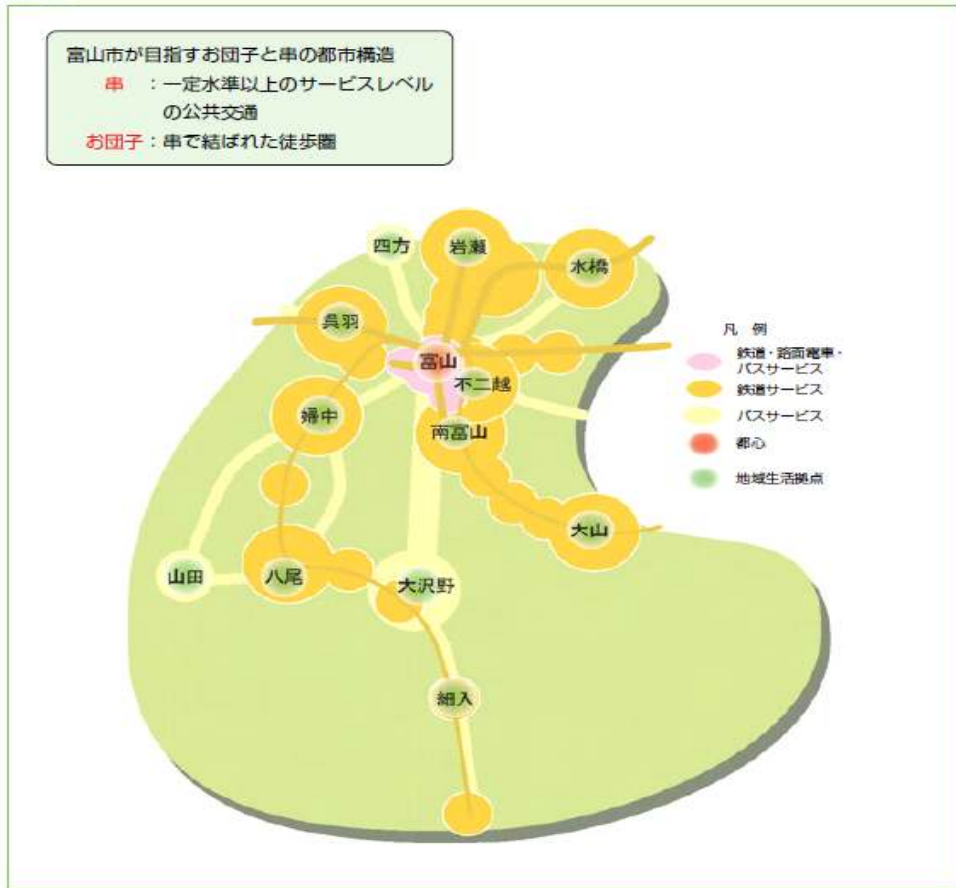 富山市が目指すお団子と串の都市構造
串　：一定水準以上のサービスレベル
の公共交通
お団子：串で結ばれた徒歩圏
四方
岩瀬
水橋
呉羽
富山
不二越
婦中
南富山
大山
山田
八尾
大沢野
細入
凡　例
鉄道・路面電車・
バスサービス
鉄道サービス
バスサービス
都心
地域生活拠点